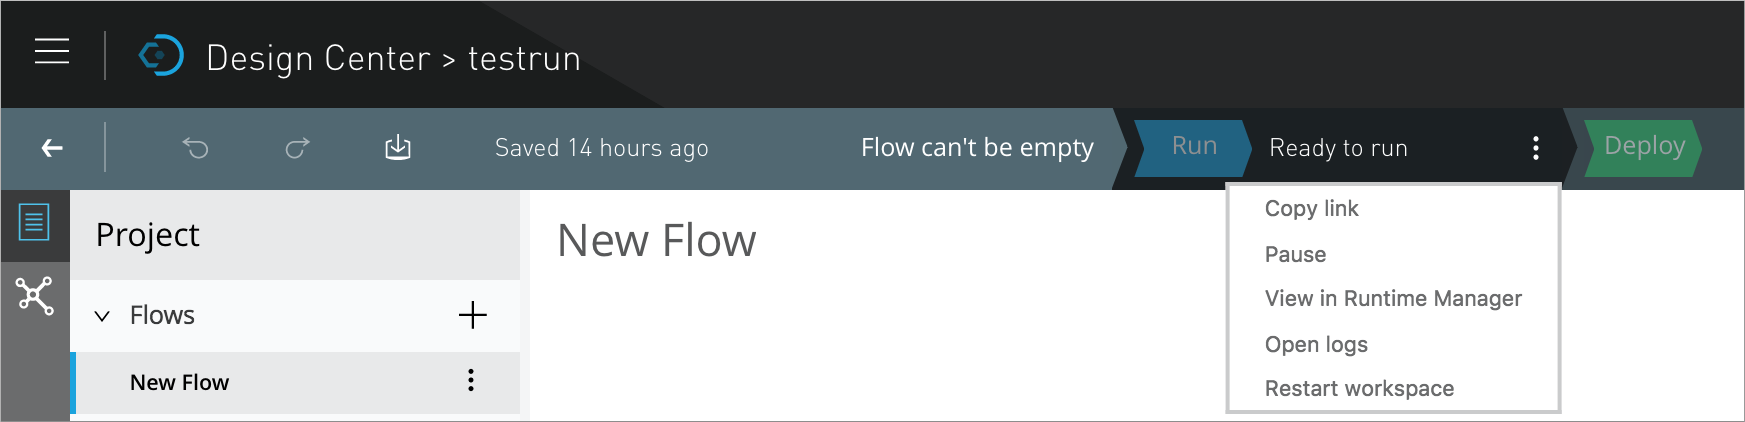 Design Center > testrun
Saved 14 hours ago
Flow can't be empty
Run
Ready to run
Deploy
Project
Flows
New Flow
New Flow
Copy link
Pause
View in Runtime Manager
Open logs
Restart workspace